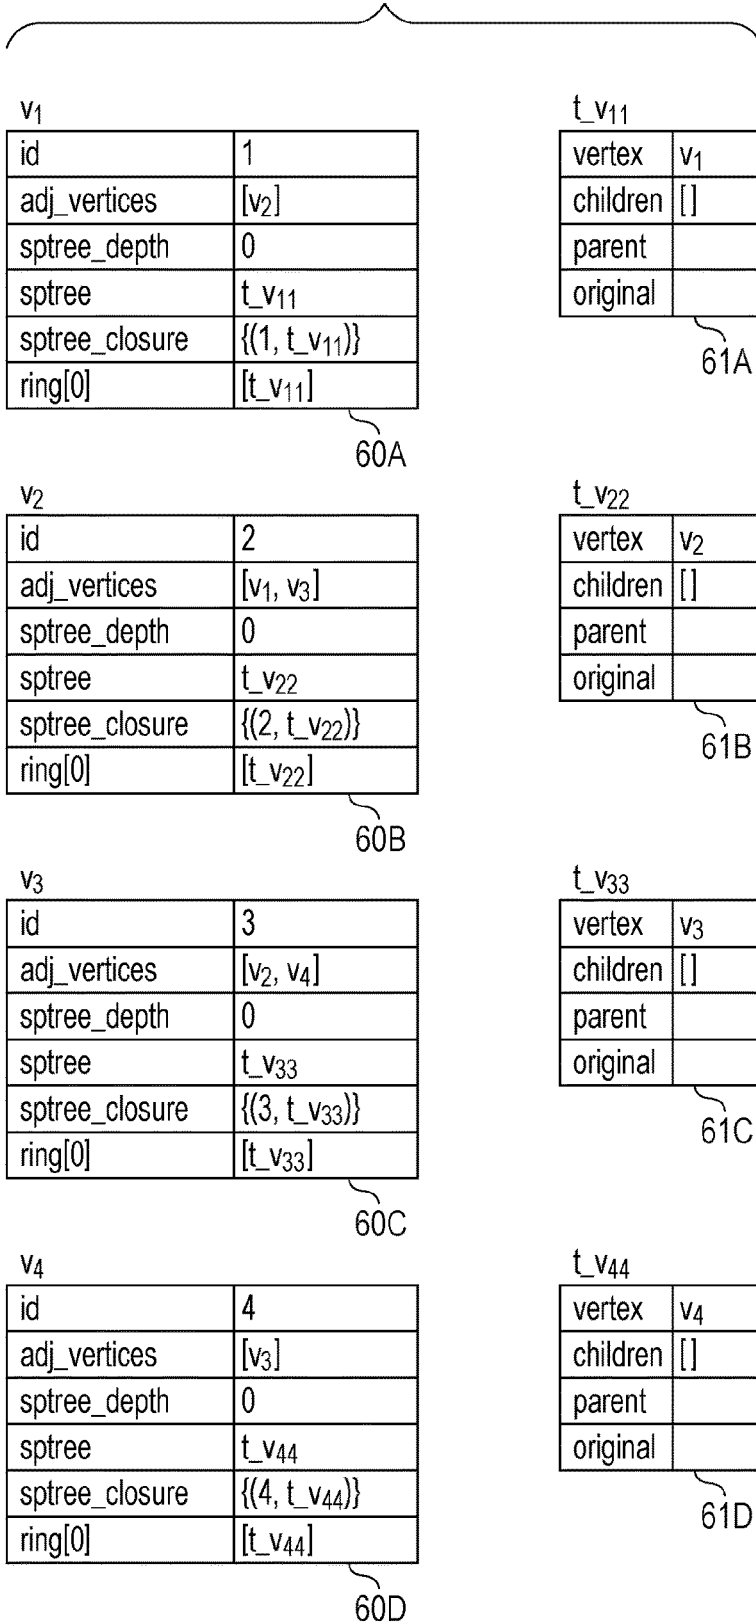 v₁ t_v₁₁
id 1 vertex v₁
adj_vertices [v₂] children []
sptree_depth 0 parent
sptree t_v₁₁ original
sptree_closure {(1, t_v₁₁)} 61A
ring[0] [t_v₁₁]
60A
v₂ t_v₂₂
id 2 vertex v₂
adj_vertices [v₁, v₃] children []
sptree_depth 0 parent
sptree t_v₂₂ original
sptree_closure {(2, t_v₂₂)} 61B
ring[0] [t_v₂₂]
60B
v₃ t_v₃₃
id 3 vertex v₃
adj_vertices [v₂, v₄] children []
sptree_depth 0 parent
sptree t_v₃₃ original
sptree_closure {(3, t_v₃₃)} 61C
ring[0] [t_v₃₃]
60C
v₄ t_v₄₄
id 4 vertex v₄
adj_vertices [v₃] children []
sptree_depth 0 parent
sptree t_v₄₄ original
sptree_closure {(4, t_v₄₄)} 61D
ring[0] [t_v₄₄]
60D